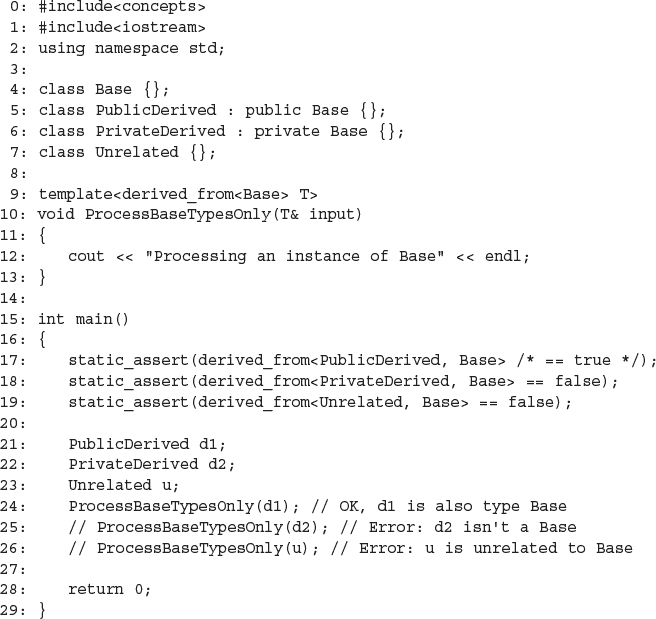 0: #include<concepts>
1: #include<iostream>
2: using namespace std;
3:
4: class Base {};
5: class PublicDerived : public Base {};
6: class PrivateDerived : private Base {};
7: class Unrelated {};
8:
9: template<derived_from<Base> T>
10: void ProcessBaseTypesOnly(T& input)
11: {
12:    cout << "Processing an instance of Base" << endl;
13: }
14:
15: int main()
16: {
17:    static_assert(derived_from<PublicDerived, Base> /* == true */);
18:    static_assert(derived_from<PrivateDerived, Base> == false);
19:    static_assert(derived_from<Unrelated, Base> == false);
20:
21:    PublicDerived d1;
22:    PrivateDerived d2;
23:    Unrelated u;
24:    ProcessBaseTypesOnly(d1); // OK, d1 is also type Base
25:    // ProcessBaseTypesOnly(d2); // Error: d2 isn't a Base
26:    // ProcessBaseTypesOnly(u); // Error: u is unrelated to Base
27:
28:    return 0;
29: }